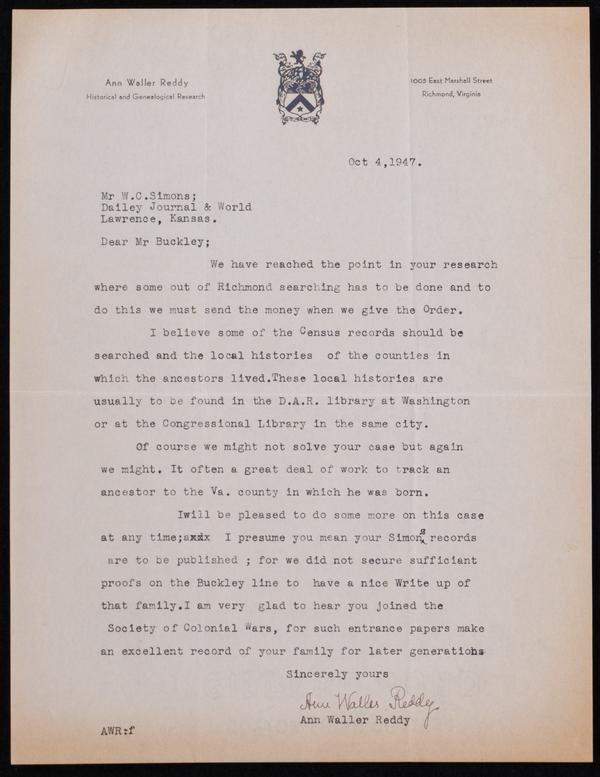 Ann Waller Reddy
Historical and Genealogical Research
1005 East Marshall Street
Richmond, Virginia
Oct 4,1947.
Mr W.C.Simons;
Dailey Journal & World
Lawrence, Kansas.
Dear Mr Buckley;
We have reached the point in your research
where some out of Richmond searching has to be done and to
do this we must send the money when we give the Order.
I believe some of the Census records should be
searched and the local histories of the counties in
which the ancestors lived.These local histories are
usually to be found in the D.A.R. library at Washington
or at the Congressional Library in the same city.
Of course we might not solve your case but again
we might. It often a great deal of work to track an
ancestor to the Va. county in which he was born.
Iwill be pleased to do some more on this case
at any time;axxix I presume you mean your Simons records
are to be published ; for we did not secure sufficiant
proofs on the Buckley line to have a nice Write up of
that family.I am very glad to hear you joined the
Society of Colonial Wars, for such entrance papers make
an excellent record of your family for later generations
Sincerely yours
Ann Waller Reddy
Ann Waller Reddy
AWR:f